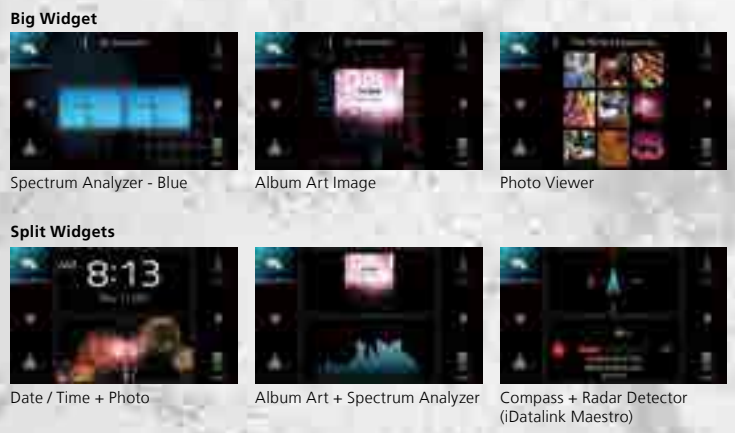 Big Widget
Spectrum Analyzer - Blue
Album Art Image
Photo Viewer
Split Widgets
8:13
Date / Time + Photo
Album Art + Spectrum Analyzer
Compass + Radar Detector
(iDatalink Maestro)